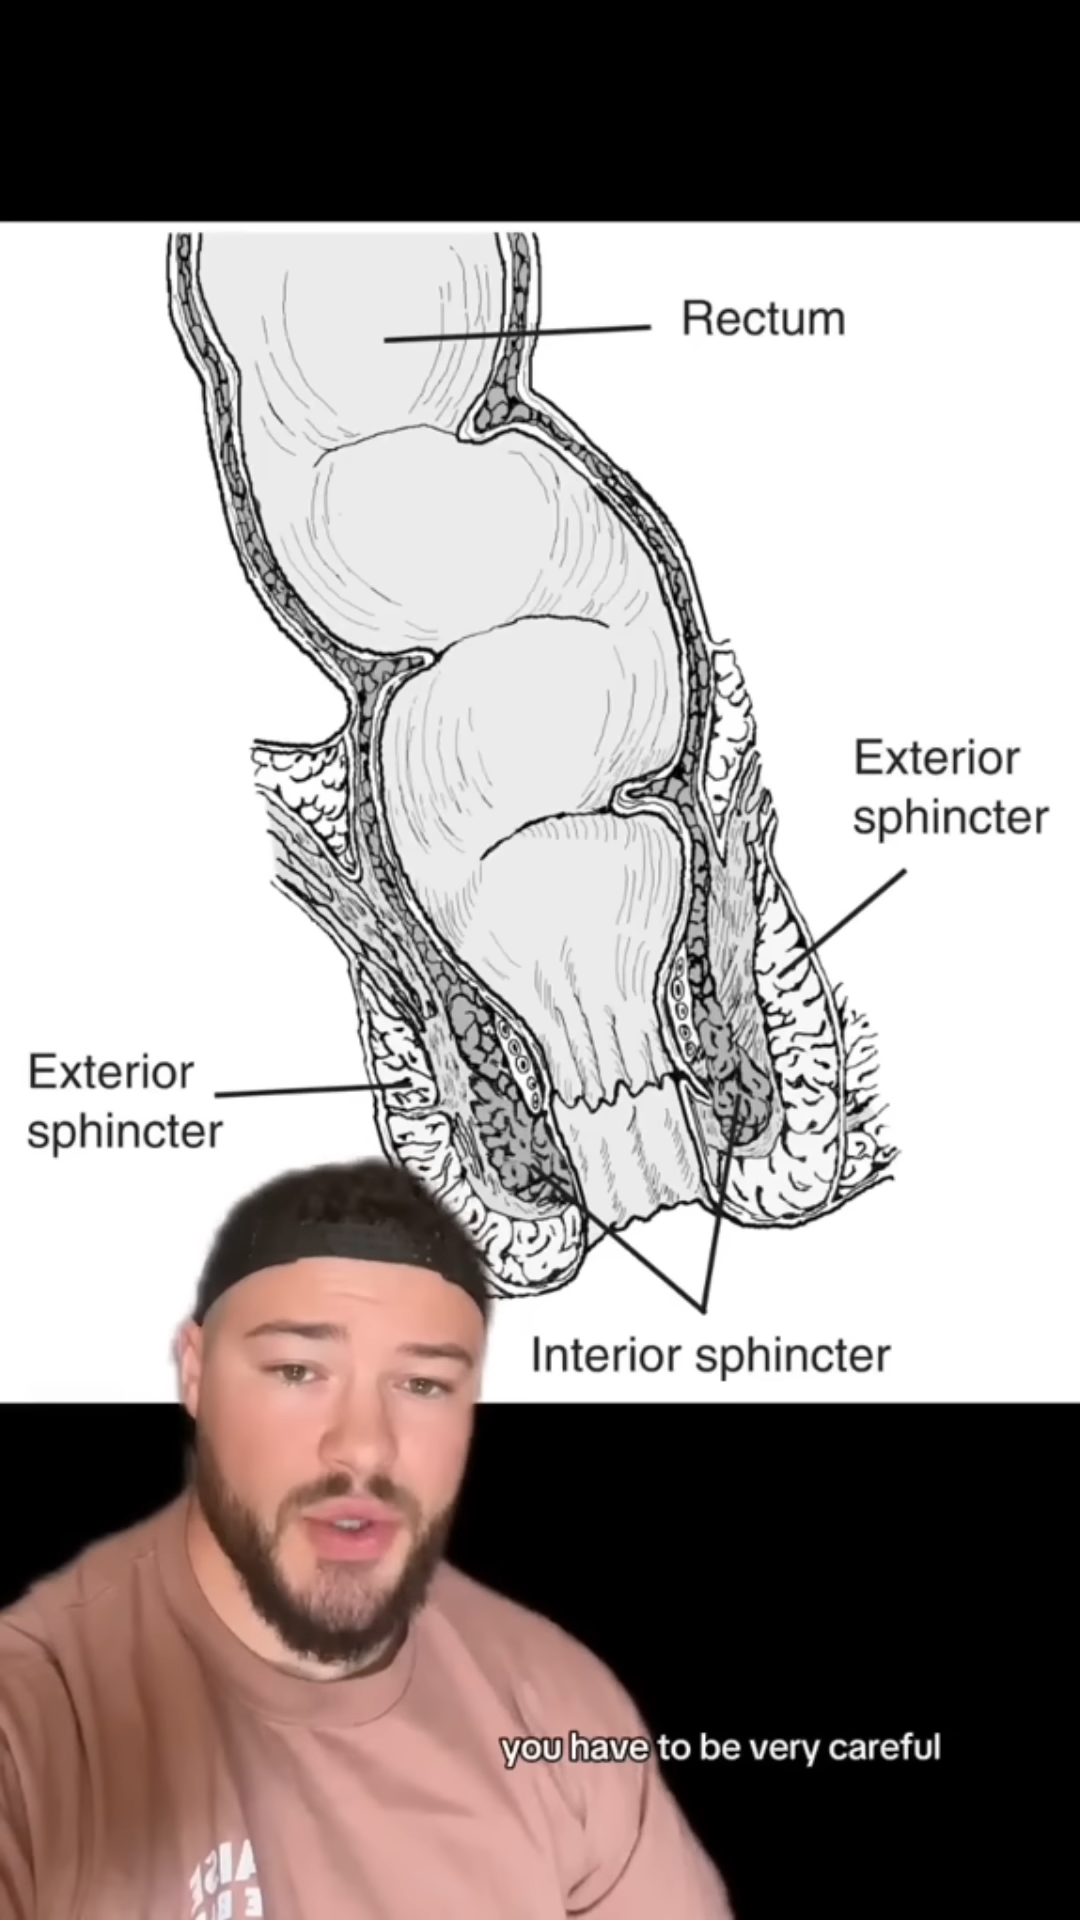 Rectum
Exterior
sphincter
Exterior
sphincter
Interior sphincter
you have to be very careful